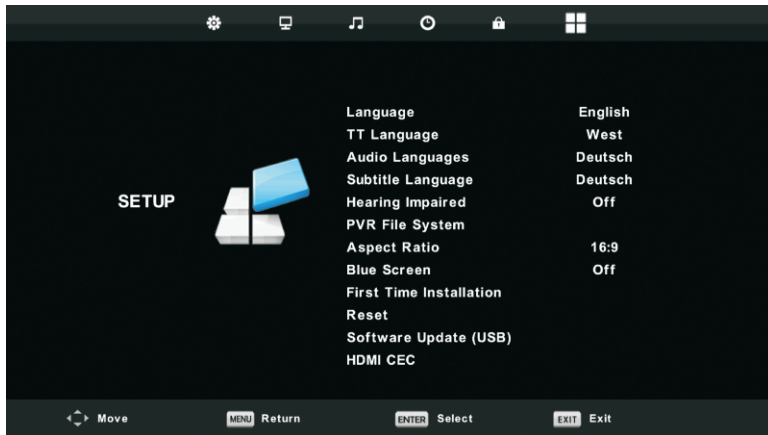 Language English
TT Language West
Audio Languages Deutsch
Subtitle Language Deutsch
SETUP
Hearing Impaired Off
PVR File System
Aspect Ratio 16:9
Blue Screen Off
First Time Installation
Reset
Software Update (USB)
HDMI CEC
Move MENU Return ENTER Select EXIT Exit